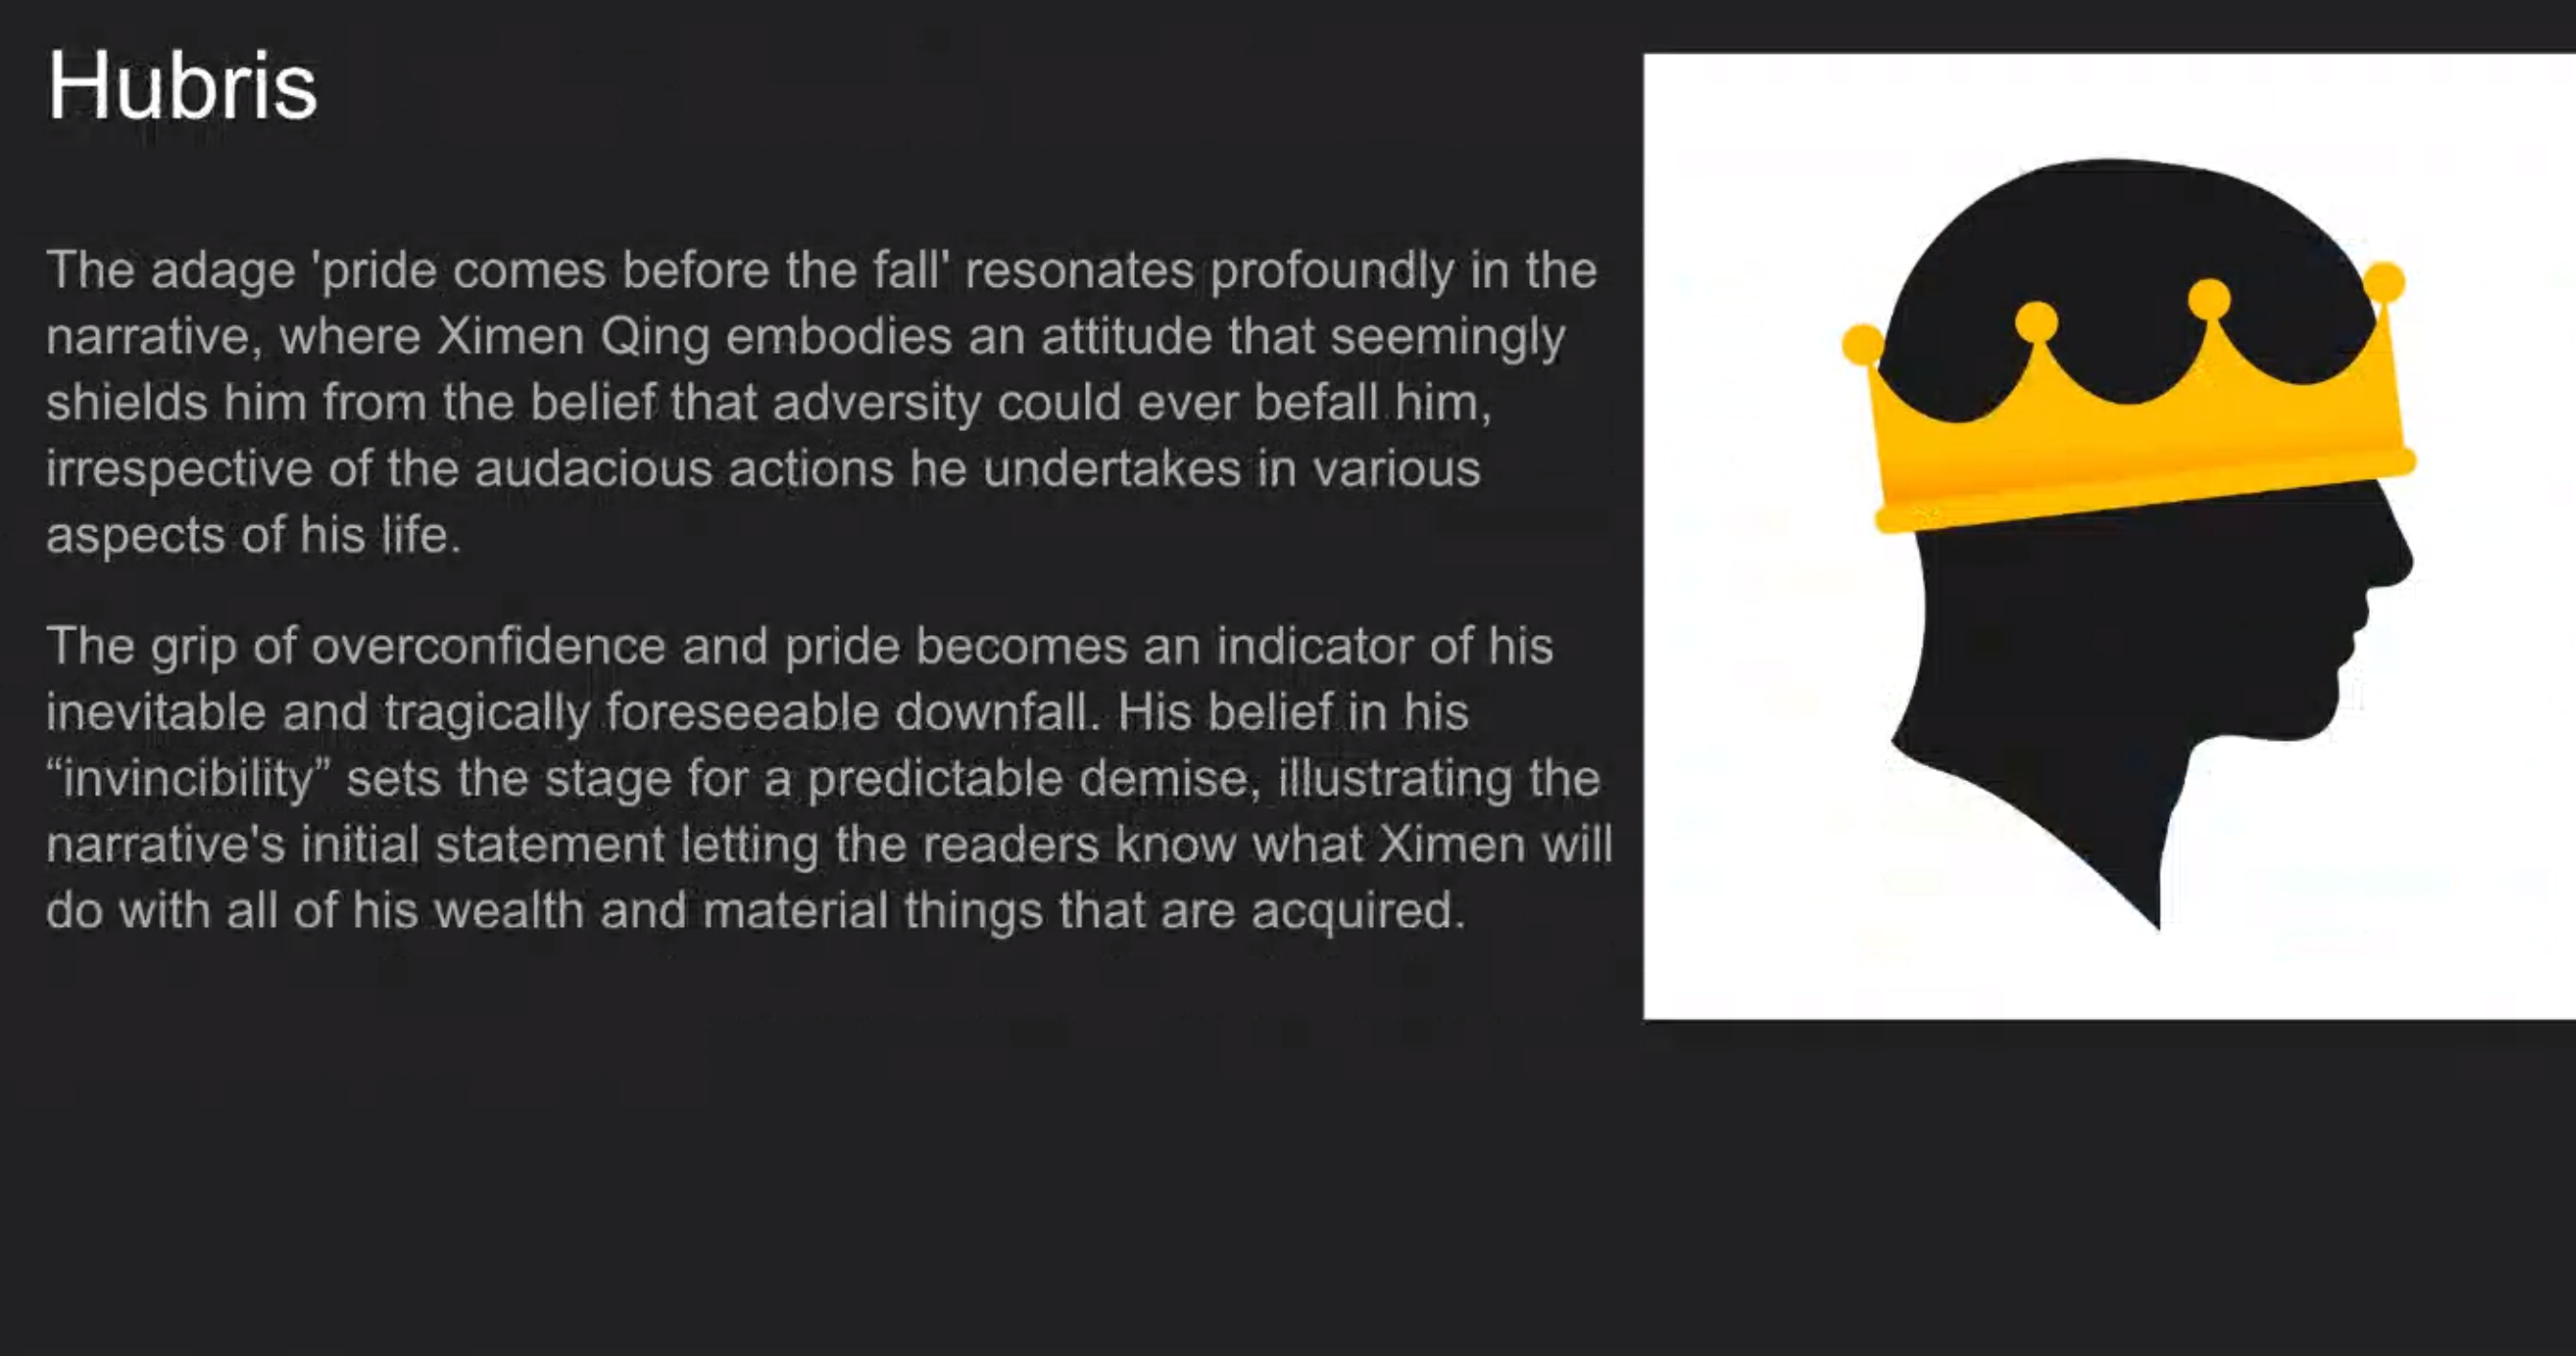 Hubris
The adage 'pride comes before the fall' resonates profoundly in the
narrative, where Ximen Qing embodies an attitude that seemingly
shields him from the belief that adversity could ever befall him,
irrespective of the audacious actions he undertakes in various
aspects of his life.
The grip of overconfidence and pride becomes an indicator of his
inevitable and tragically foreseeable downfall. His belief in his
“invincibility” sets the stage for a predictable demise, illustrating the
narrative's initial statement letting the readers know what Ximen will
do with all of his wealth and material things that are acquired.